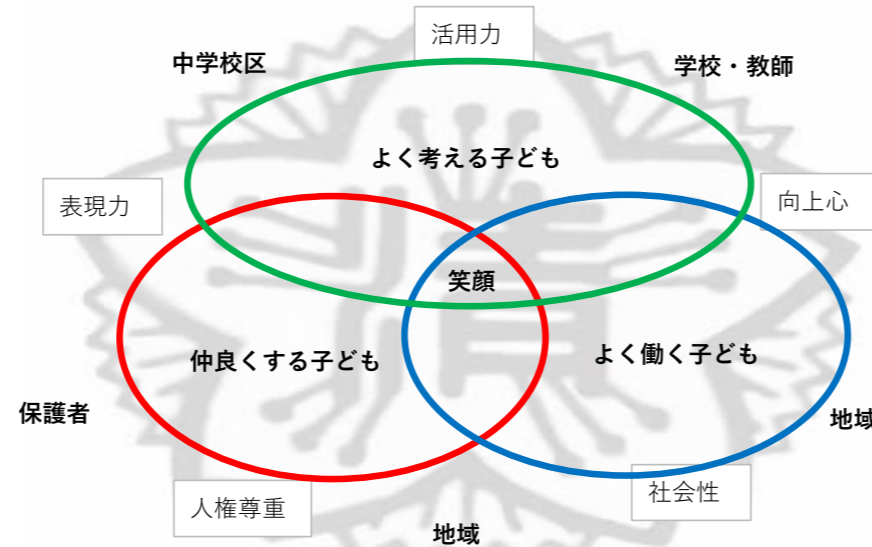 活用力
中学校区
学校・教師
よく考える子ども
表現力
向上心
笑顔
仲良くする子ども
よく働く子ども
保護者
地域
人権尊重
社会性
地域